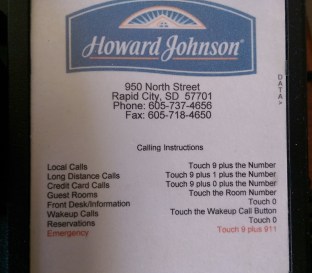 Howard Johnson®
950 North Street
Rapid City, SD 57701
Phone: 605-737-4656
Fax: 605-718-4650
DATA >
Calling Instructions
Local Calls Touch 9 plus the Number
Long Distance Calls Touch 9 plus 1 plus the Number
Credit Card Calls Touch 9 plus 0 plus the Number
Guest Rooms Touch the Room Number
Front Desk/Information Touch 0
Wakeup Calls Touch the Wakeup Call Button
Reservations Touch 0
Emergency Touch 9 plus 911